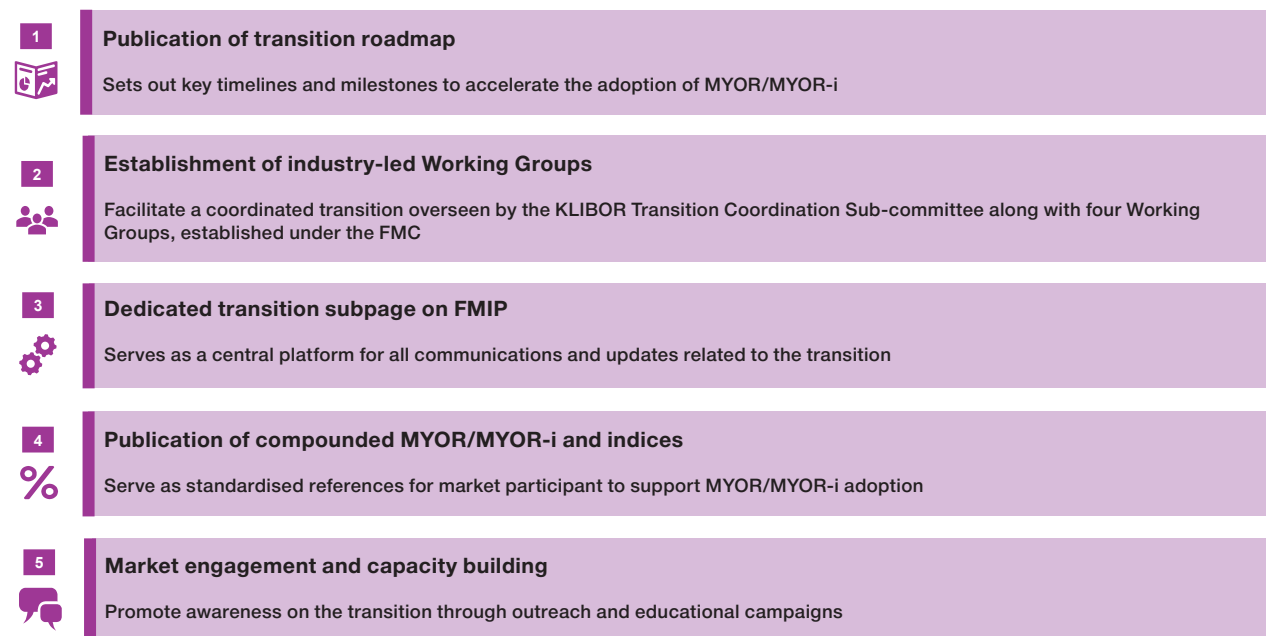 1
Publication of transition roadmap
Sets out key timelines and milestones to accelerate the adoption of MYOR/MYOR-i
2
Establishment of industry-led Working Groups
Facilitate a coordinated transition overseen by the KLIBOR Transition Coordination Sub-committee along with four Working
Groups, established under the FMC
3
Dedicated transition subpage on FMIP
Serves as a central platform for all communications and updates related to the transition
4
%
Publication of compounded MYOR/MYOR-i and indices
Serve as standardised references for market participant to support MYOR/MYOR-i adoption
5
Market engagement and capacity building
Promote awareness on the transition through outreach and educational campaigns